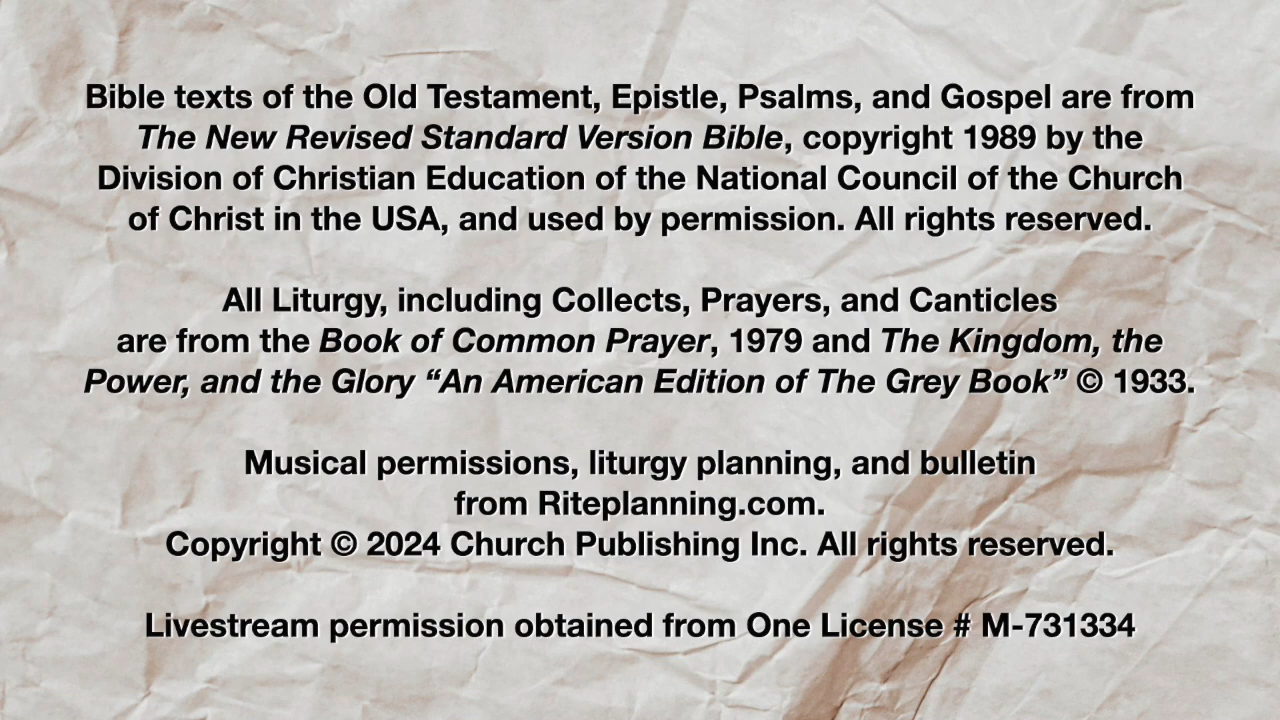 Bible texts of the Old Testament, Epistle, Psalms, and Gospel are from
The New Revised Standard Version Bible, copyright 1989 by the
Division of Christian Education of the National Council of the Church
of Christ in the USA, and used by permission. All rights reserved.
All Liturgy, including Collects, Prayers, and Canticles
are from the Book of Common Prayer, 1979 and The Kingdom, the
Power, and the Glory “An American Edition of The Grey Book” © 1933.
Musical permissions, liturgy planning, and bulletin
from Riteplanning.com.
Copyright © 2024 Church Publishing Inc. All rights reserved.
Livestream permission obtained from One License # M-731334